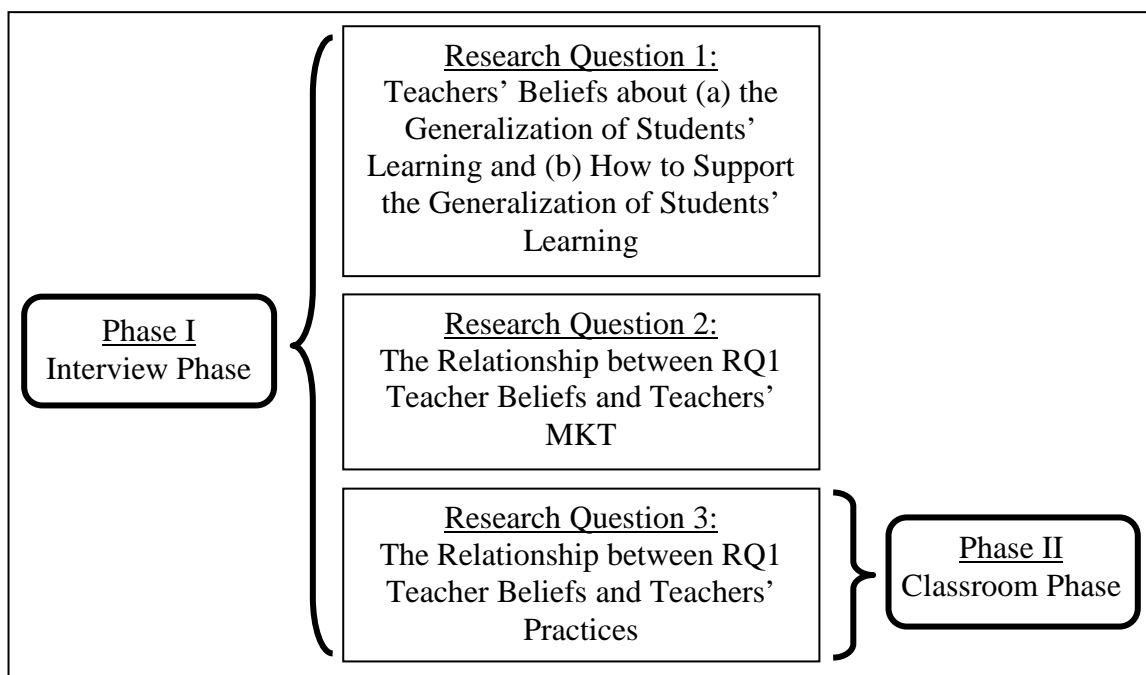 Research Question 1:
Teachers’ Beliefs about (a) the
Generalization of Students’
Learning and (b) How to Support
the Generalization of Students’
Learning
Phase I
Interview Phase
Research Question 2:
The Relationship between RQ1
Teacher Beliefs and Teachers’
MKT
Research Question 3:
The Relationship between RQ1
Teacher Beliefs and Teachers’
Practices
Phase II
Classroom Phase